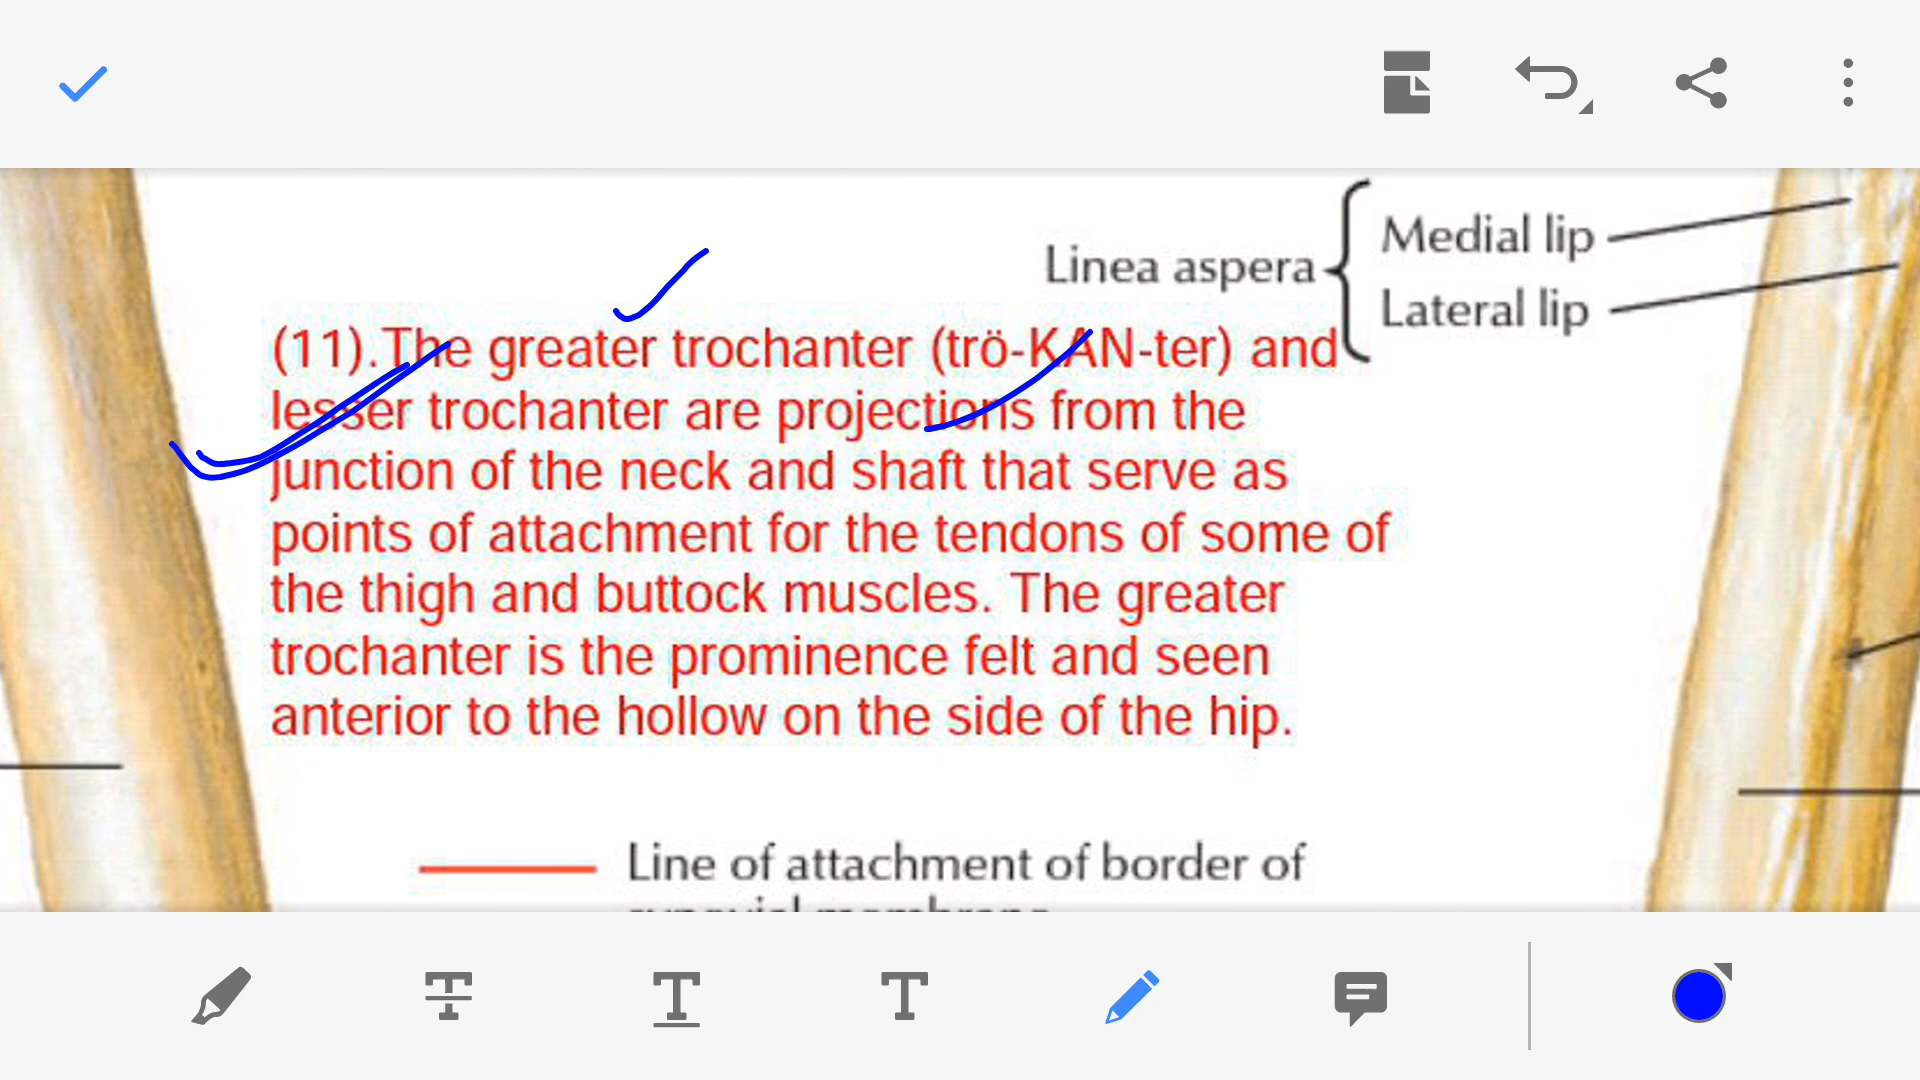 Linea aspera
Medial lip
Lateral lip
(11).The greater trochanter (trö-KAN-ter) and
lesser trochanter are projections from the
junction of the neck and shaft that serve as
points of attachment for the tendons of some of
the thigh and buttock muscles. The greater
trochanter is the prominence felt and seen
anterior to the hollow on the side of the hip.
Line of attachment of border of
synovial membrane